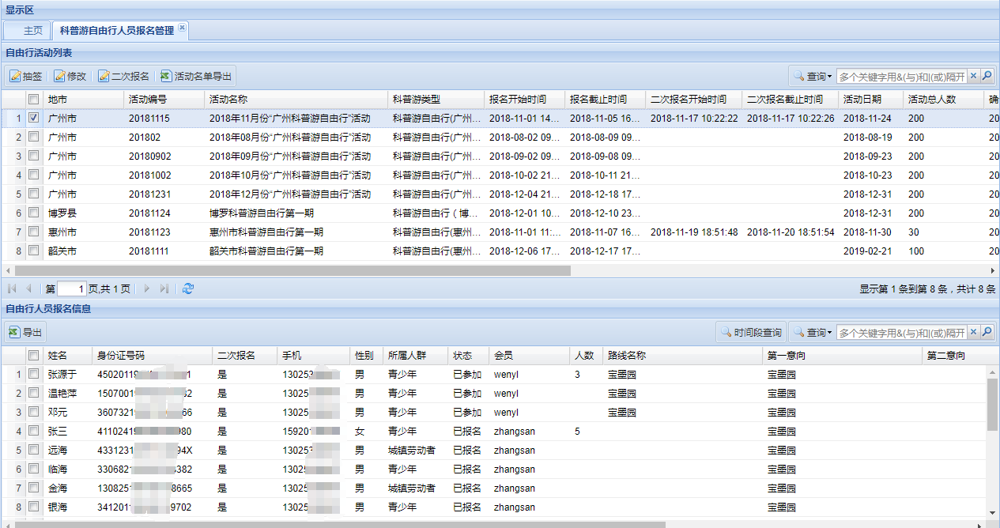 显示区
主页 科普游自由行人员报名管理
自由行活动列表
抽签 修改 二次报名 活动名单导出 查询 多个关键字用&(与)和|(或)隔开
地市 活动编号 活动名称 科普游类型 报名开始时间 报名截止时间 二次报名开始时间 二次报名截止时间 活动日期 活动总人数 确
1 广州市 20181115 2018年11月份“广州科普游自由行”活动 科普游自由行(广州... 2018-11-01 14... 2018-11-05 16... 2018-11-17 10:22:22 2018-11-17 10:22:26 2018-11-24 200 20
2 广州市 201802 2018年08月份“广州科普游自由行”活动 科普游自由行(广州... 2018-08-02 09... 2018-08-09 09... 2018-08-19 200 20
3 广州市 20180902 2018年09月份“广州科普游自由行”活动 科普游自由行(广州... 2018-09-02 09... 2018-09-08 09... 2018-09-23 200 20
4 广州市 20181002 2018年10月份“广州科普游自由行”活动 科普游自由行(广州... 2018-10-02 21... 2018-10-11 21... 2018-10-23 200 20
5 广州市 20181231 2018年12月份“广州科普游自由行”活动 科普游自由行(广州... 2018-12-04 21... 2018-12-18 17... 2018-12-31 200 20
6 博罗县 20181124 博罗科普游自由行第一期 科普游自由行（博... 2018-12-01 10... 2018-12-10 23... 2018-12-31 200 20
7 惠州市 20181123 惠州市科普游自由行第一期 科普游自由行(惠州... 2018-11-01 11:... 2018-11-07 16... 2018-11-19 18:51:48 2018-11-20 18:51:54 2018-11-30 30 20
8 韶关市 20181111 韶关市科普游自由行第一期 科普游自由行(惠州... 2018-12-06 17... 2018-12-17 17... 2019-02-21 100 20
第 1 页,共 1 页 显示第 1 条到第 8 条，共计 8 条
自由行人员报名信息
导出 时间段查询 查询 多个关键字用&(与)和|(或)隔开
姓名 身份证号码 二次报名 手机 性别 所属人群 状态 会员 人数 路线名称 第一意向 第二意向
1 张源于 45020119 1 是 130253 男 青少年 已参加 wenyl 3 宝墨园 宝墨园
2 温艳萍 1507001 32 是 13025 男 青少年 已参加 wenyl 宝墨园 宝墨园
3 邓元 3607321 66 是 13025 男 青少年 已参加 wenyl 宝墨园 宝墨园
4 张三 41102419 980 是 15920 女 青少年 已报名 zhangsan 5 宝墨园
5 远海 4331231 94X 是 130253 男 城镇劳动者 已报名 zhangsan 宝墨园
6 临海 330682 382 是 13025 男 青少年 已报名 zhangsan 宝墨园
7 金海 130825 8665 是 13025 男 城镇劳动者 已报名 zhangsan 宝墨园
8 银海 341201 9702 是 13025 男 青少年 已报名 zhangsan 宝墨园